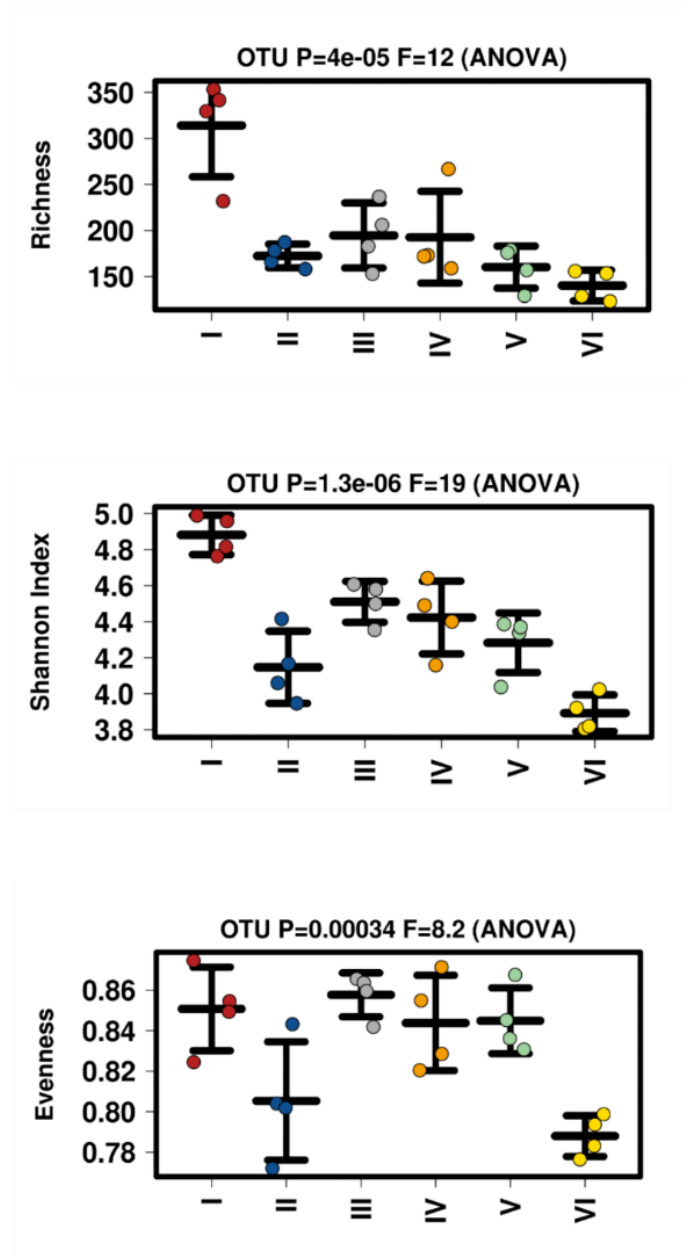 OTU P=4e-05 F=12 (ANOVA)
Richness
350
300
250
200
150
I
II
III
IV
V
VI
OTU P=1.3e-06 F=19 (ANOVA)
Shannon Index
5.0
4.8
4.6
4.4
4.2
4.0
3.8
I
II
III
IV
V
VI
OTU P=0.00034 F=8.2 (ANOVA)
Evenness
0.86
0.84
0.82
0.80
0.78
I
II
III
IV
V
VI